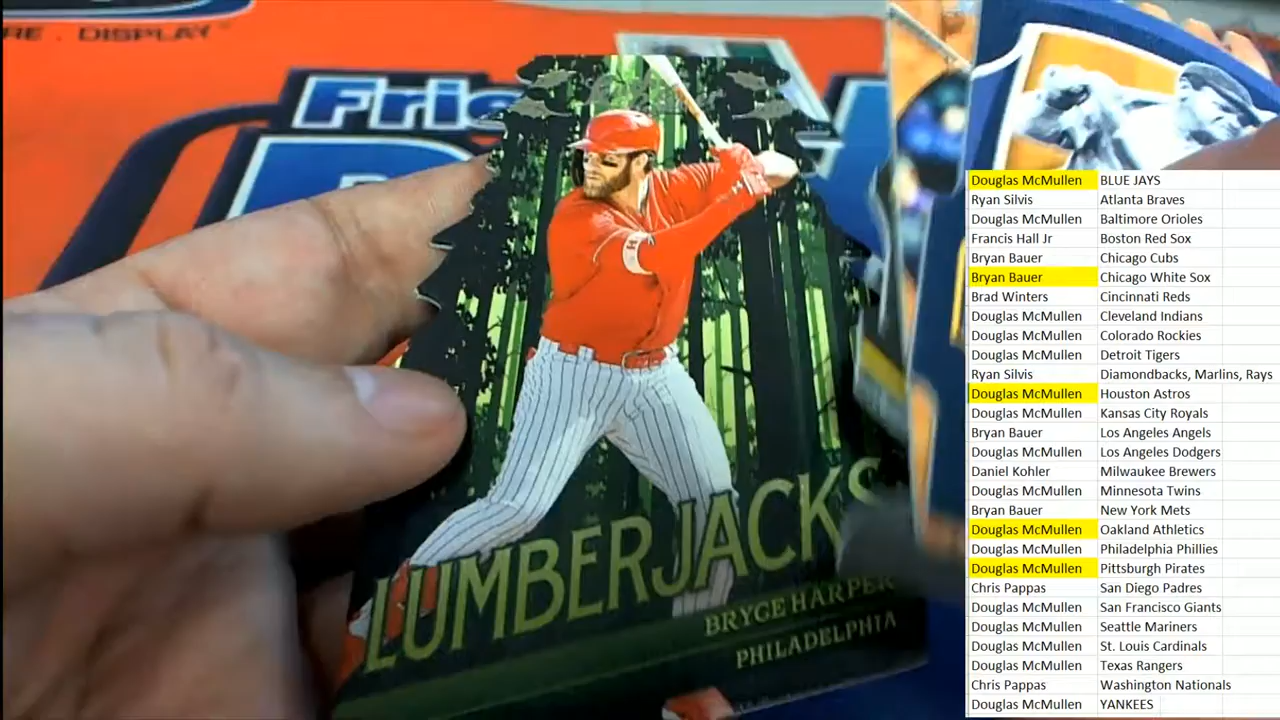 RE . DISPLAY
Frie
LUMBERJACKS
BRYCE HARPER
PHILADELPHIA
Douglas McMullen BLUE JAYS
Ryan Silvis Atlanta Braves
Douglas McMullen Baltimore Orioles
Francis Hall Jr Boston Red Sox
Bryan Bauer Chicago Cubs
Bryan Bauer Chicago White Sox
Brad Winters Cincinnati Reds
Douglas McMullen Cleveland Indians
Douglas McMullen Colorado Rockies
Douglas McMullen Detroit Tigers
Ryan Silvis Diamondbacks, Marlins, Rays
Douglas McMullen Houston Astros
Douglas McMullen Kansas City Royals
Bryan Bauer Los Angeles Angels
Douglas McMullen Los Angeles Dodgers
Daniel Kohler Milwaukee Brewers
Douglas McMullen Minnesota Twins
Bryan Bauer New York Mets
Douglas McMullen Oakland Athletics
Douglas McMullen Philadelphia Phillies
Douglas McMullen Pittsburgh Pirates
Chris Pappas San Diego Padres
Douglas McMullen San Francisco Giants
Douglas McMullen Seattle Mariners
Douglas McMullen St. Louis Cardinals
Douglas McMullen Texas Rangers
Chris Pappas Washington Nationals
Douglas McMullen YANKEES